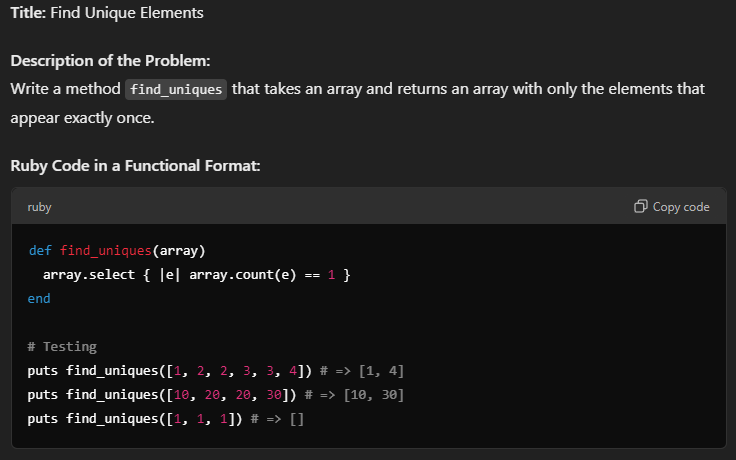 Title: Find Unique Elements
Description of the Problem:
Write a method find_uniques that takes an array and returns an array with only the elements that
appear exactly once.
Ruby Code in a Functional Format:
ruby
Copy code
def find_uniques(array)
  array.select { |e| array.count(e) == 1 }
end
# Testing
puts find_uniques([1, 2, 2, 3, 3, 4]) # => [1, 4]
puts find_uniques([10, 20, 20, 30]) # => [10, 30]
puts find_uniques([1, 1, 1]) # => []